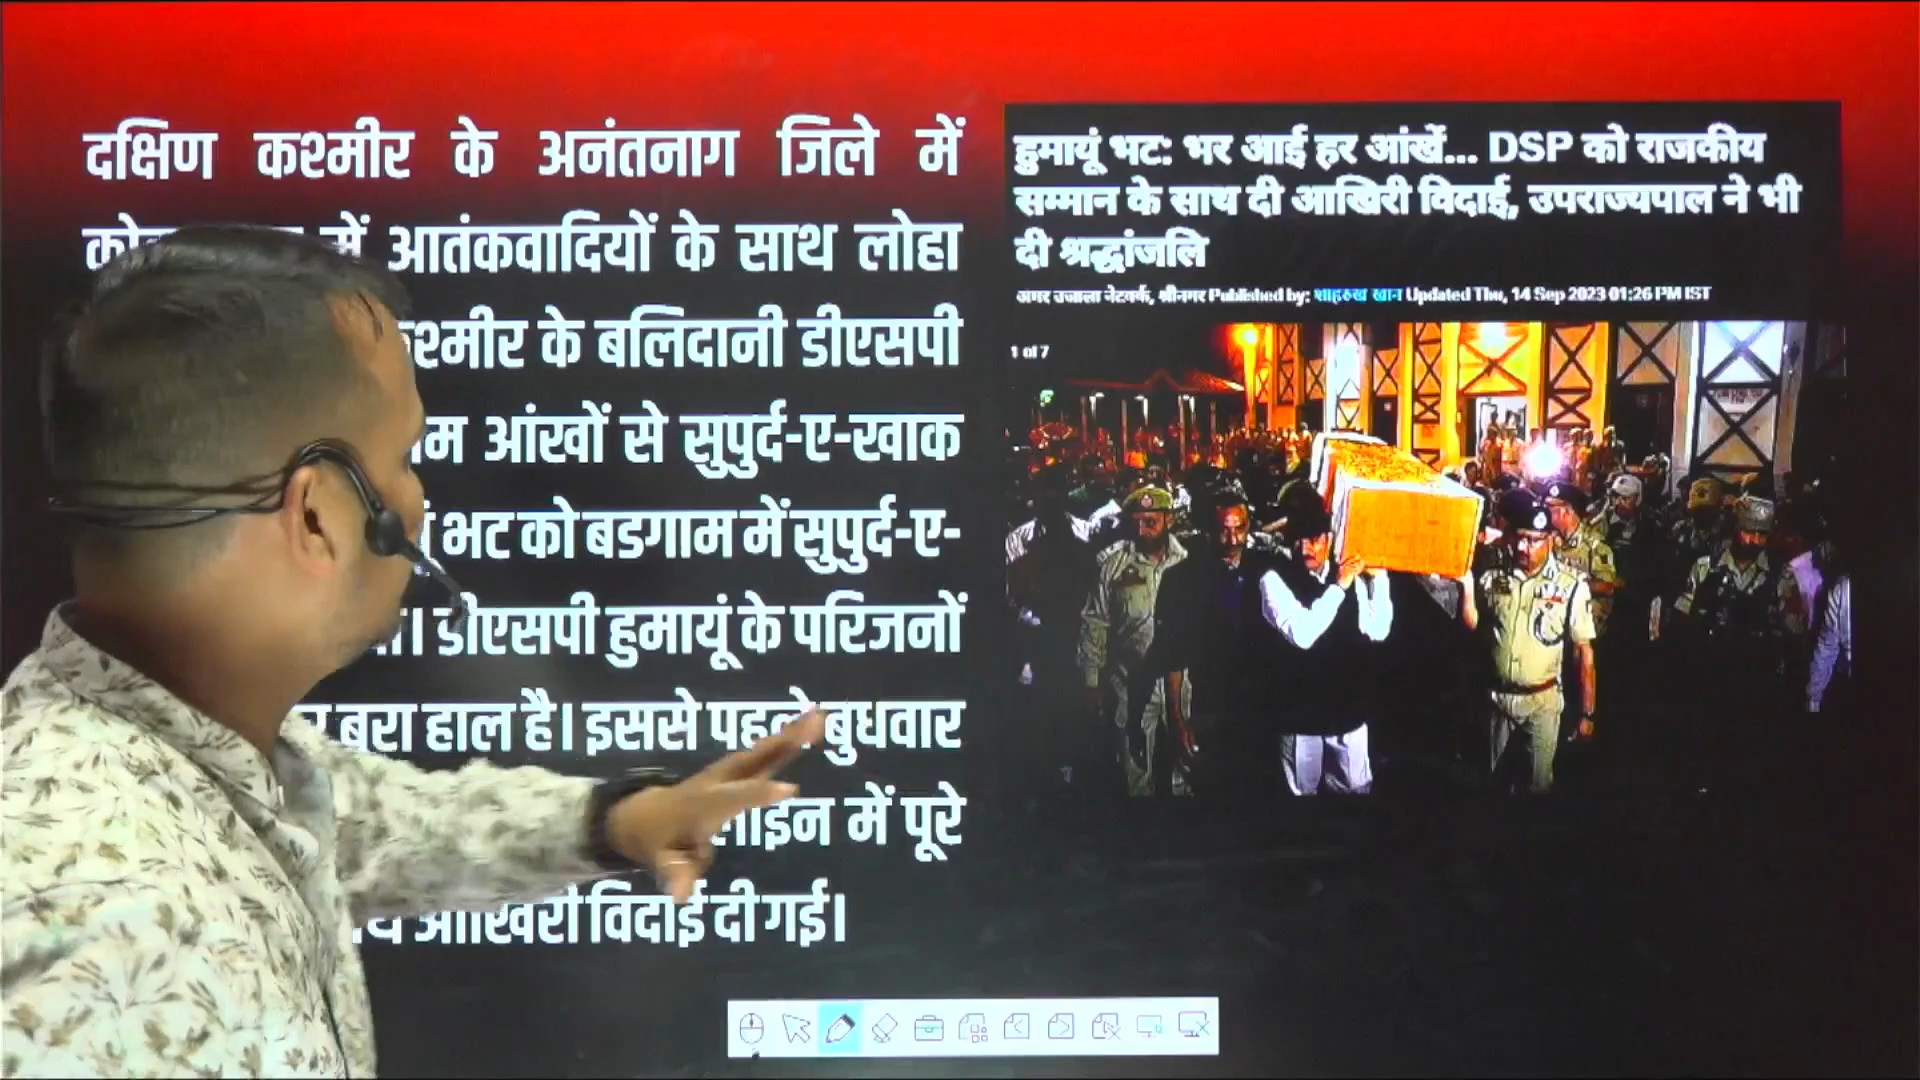 दक्षिण कश्मीर के अनंतनाग जिले में
में आतंकवादियों के साथ लोहा
के बलिदानी डीएसपी
आंखों से सुपुर्द-ए-खाक
भट को बडगाम में सुपुर्द-ए-
डीएसपी हुमायूं के परिजनों
बुरा हाल है। इससे पहले बुधवार
में पूरे
आखिरी विदाई दी गई।
हुमायूं भट: भर आई हर आंखें... DSP को राजकीय
सम्मान के साथ दी आखिरी विदाई, उपराज्यपाल ने भी
दी श्रद्धांजलि
अमर उजाला नेटवर्क, श्रीनगर Published by: शाहरुख खान Updated Thu, 14 Sep 2023 01:26 PM IST
1 of 7